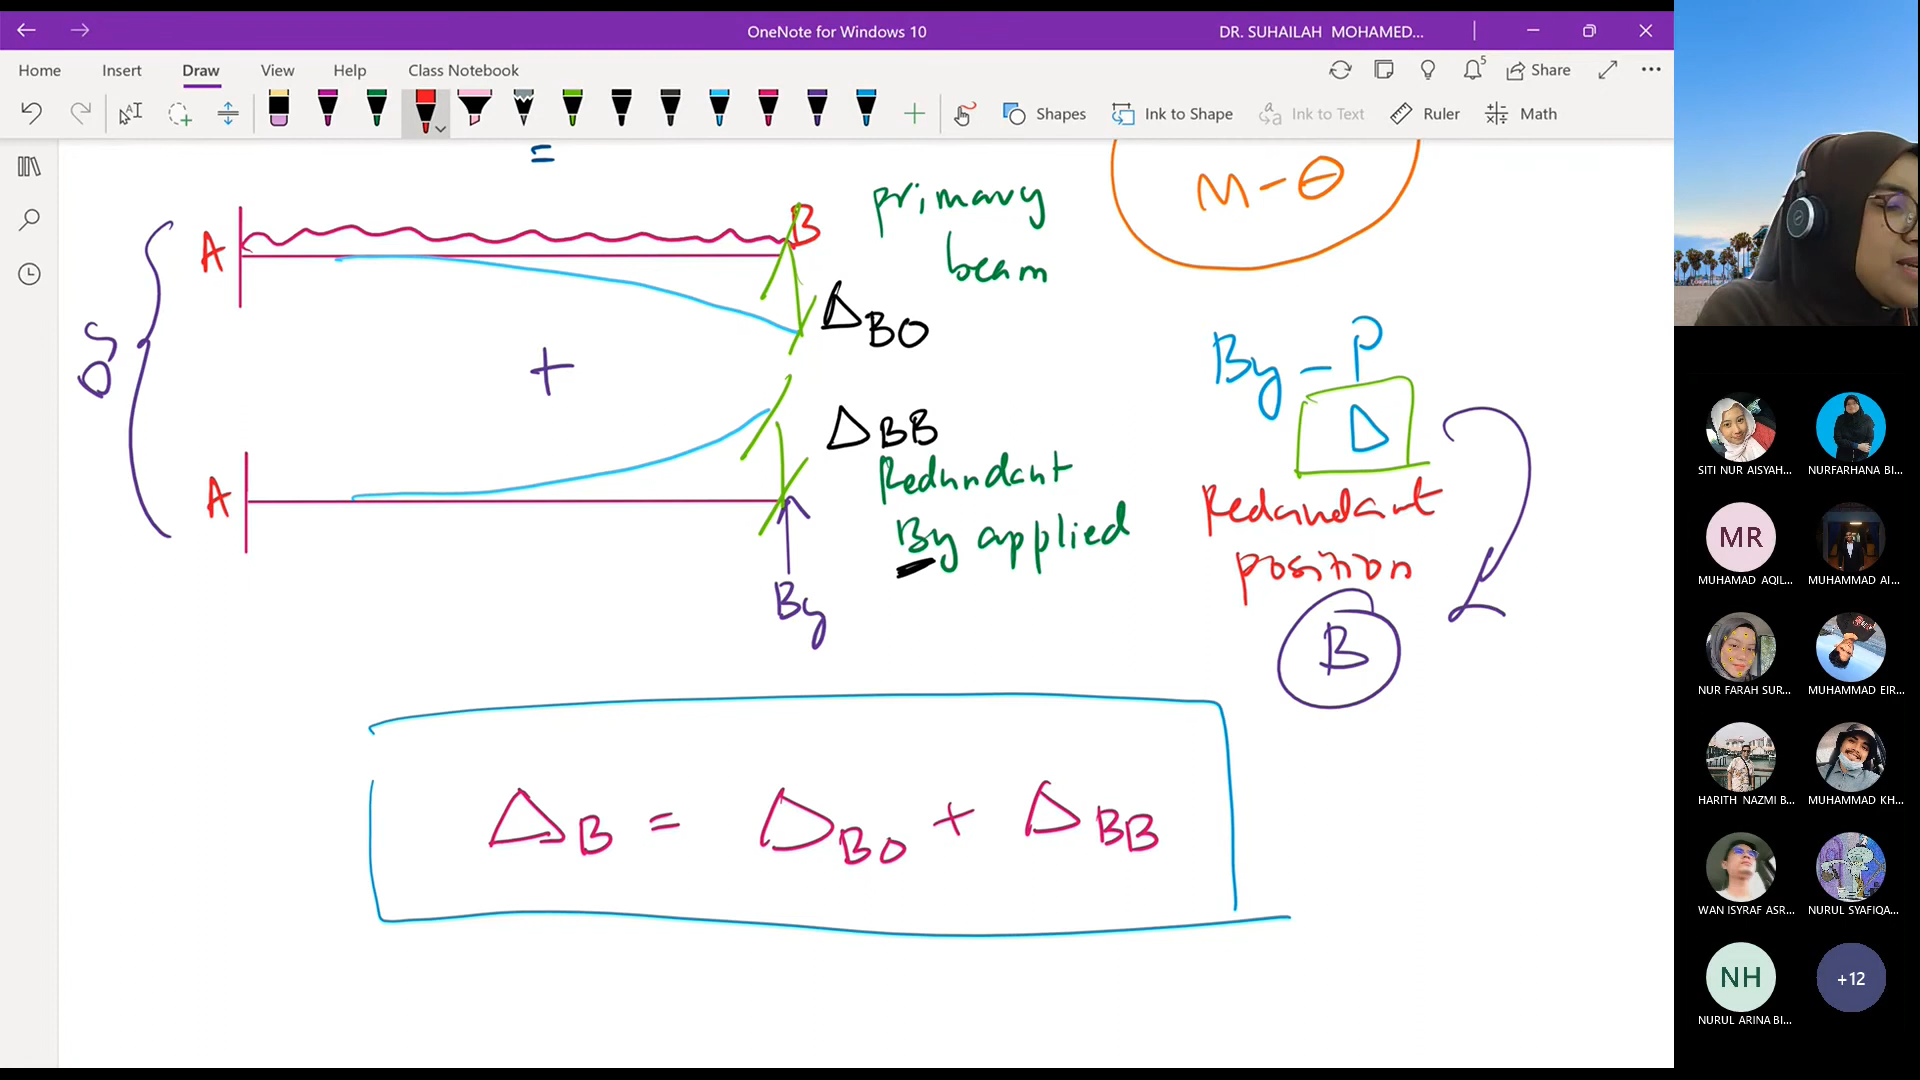 OneNote for Windows 10
DR. SUHAILAH MOHAMED...
Home Insert Draw View Help Class Notebook
5
Share
Shapes
Ink to Shape
Ink to Text
Ruler
Math
=
M-θ
primary
beam
A
B
ΔBO
+
By - P
Δ
ΔBB
Redundant
By applied
A
By
Redundant
position
B
ΔB = ΔBO + ΔBB
SITI NUR AISYAH...
NURFARHANA BI...
MR
MUHAMAD AQIL...
MUHAMMAD AI...
NUR FARAH SUR...
MUHAMMAD EIR...
HARITH NAZMI B...
MUHAMMAD KH...
WAN ISYRAF ASR...
NURUL SYAFIQA...
NH
+12
NURUL ARINA BI...